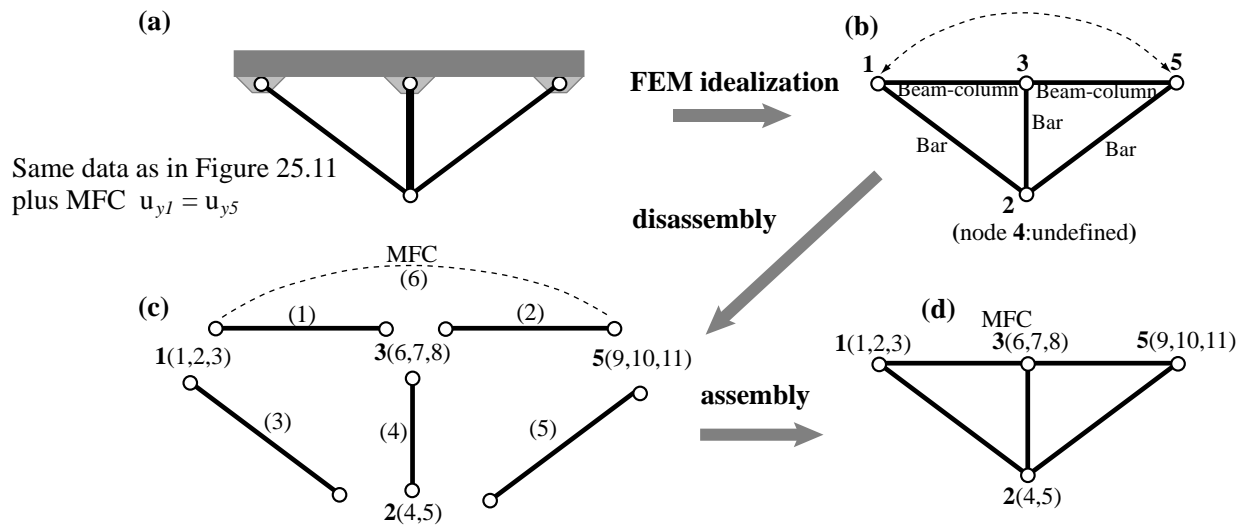 (a)
FEM idealization
Same data as in Figure 25.11
plus MFC u_y1 = u_y5
(b)
1
3
5
Beam-column
Beam-column
Bar
Bar
Bar
2
(node 4:undefined)
disassembly
(c)
MFC
(6)
(1)
(2)
1(1,2,3)
3(6,7,8)
5(9,10,11)
(3)
(4)
(5)
2(4,5)
assembly
(d)
MFC
1(1,2,3)
3(6,7,8)
5(9,10,11)
2(4,5)